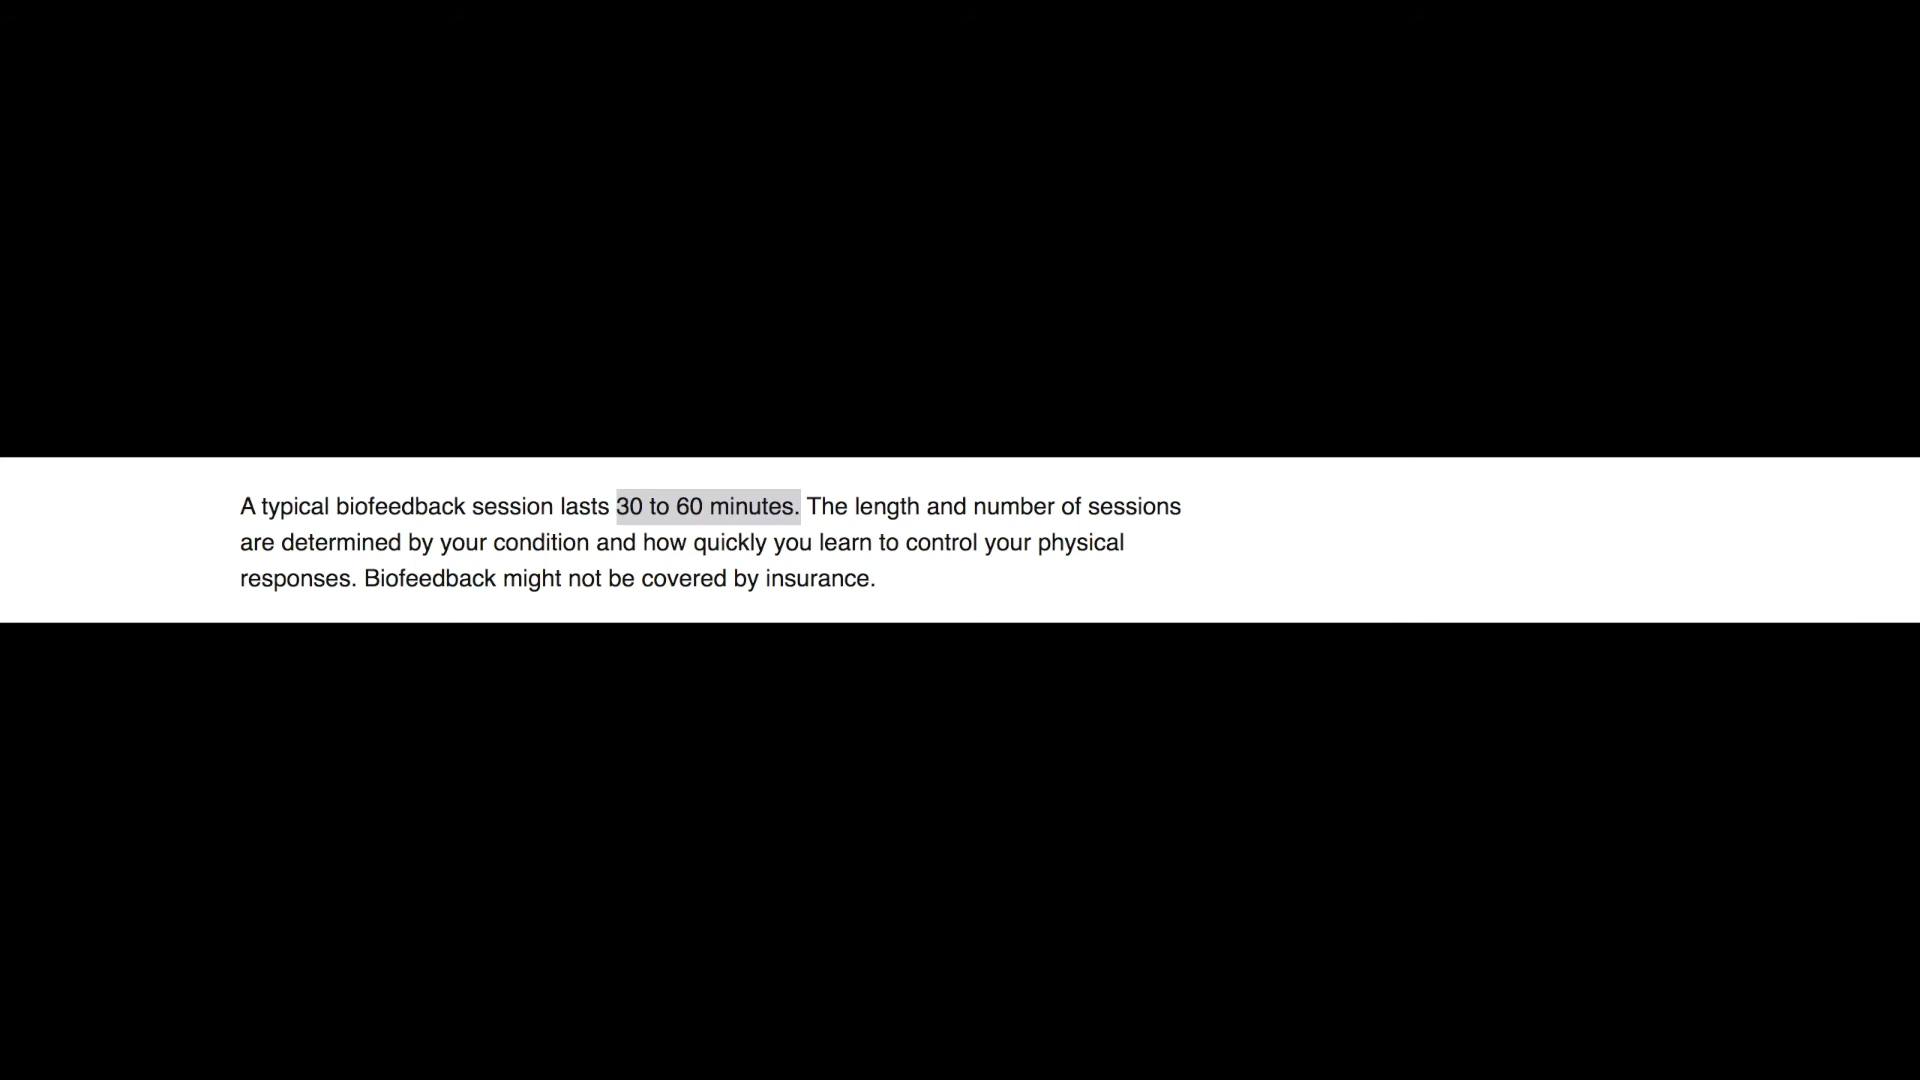 A typical biofeedback session lasts 30 to 60 minutes. The length and number of sessions
are determined by your condition and how quickly you learn to control your physical
responses. Biofeedback might not be covered by insurance.